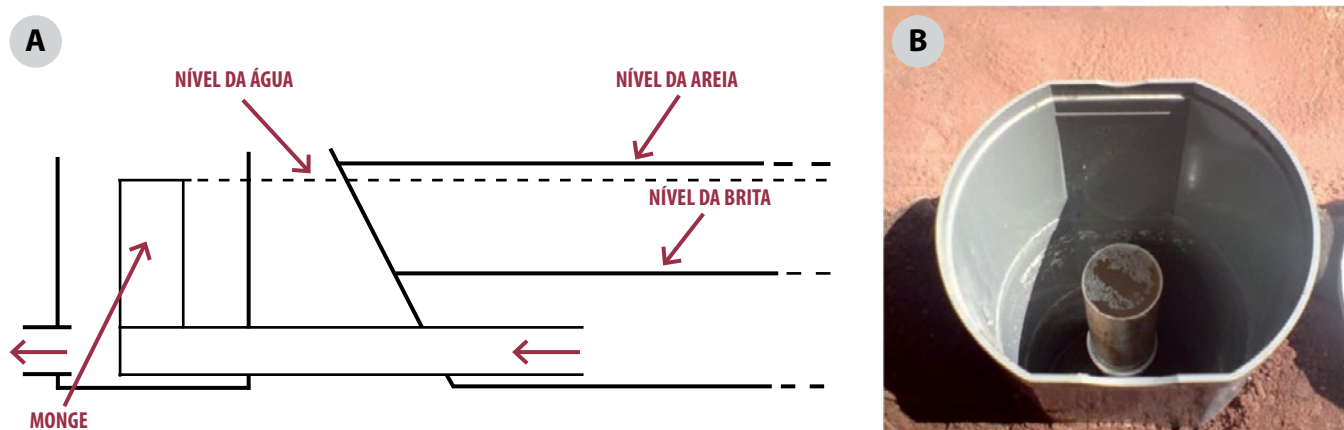 A
NÍVEL DA ÁGUA
NÍVEL DA AREIA
NÍVEL DA BRITA
MONGE
B